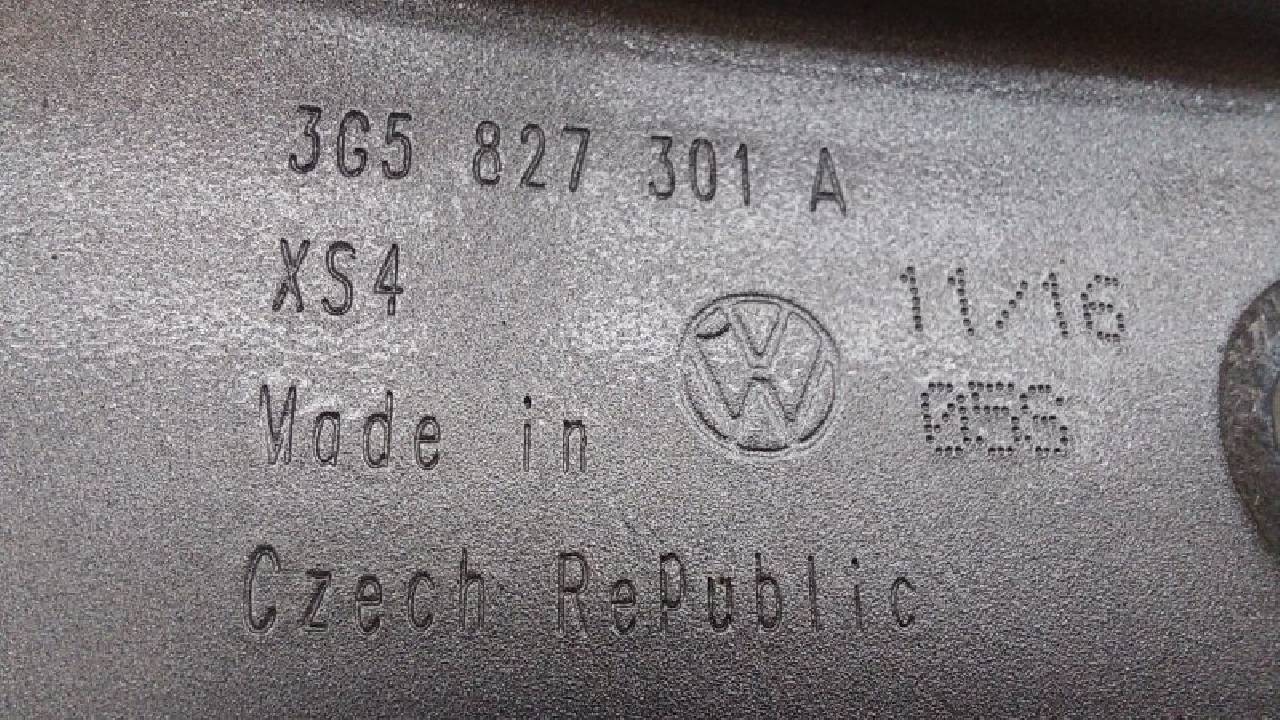 3G5 827 301 A
XS4
11/16
Made in
Czech RePublic